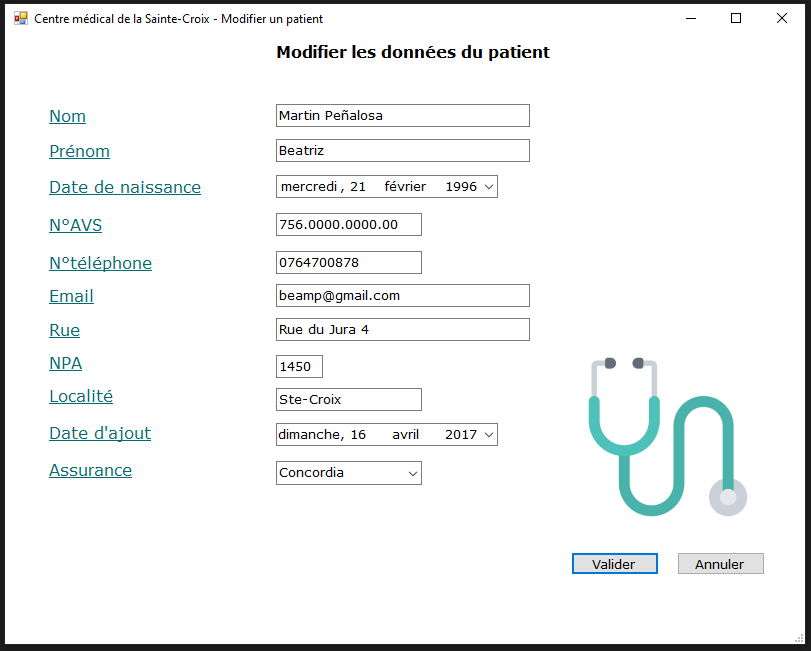 Centre médical de la Sainte-Croix - Modifier un patient
Modifier les données du patient
Nom Martin Peñalosa
Prénom Beatriz
Date de naissance mercredi , 21 février 1996
N°AVS 756.0000.0000.00
N°téléphone 0764700878
Email beamp@gmail.com
Rue Rue du Jura 4
NPA 1450
Localité Ste-Croix
Date d'ajout dimanche, 16 avril 2017
Assurance Concordia
Valider Annuler